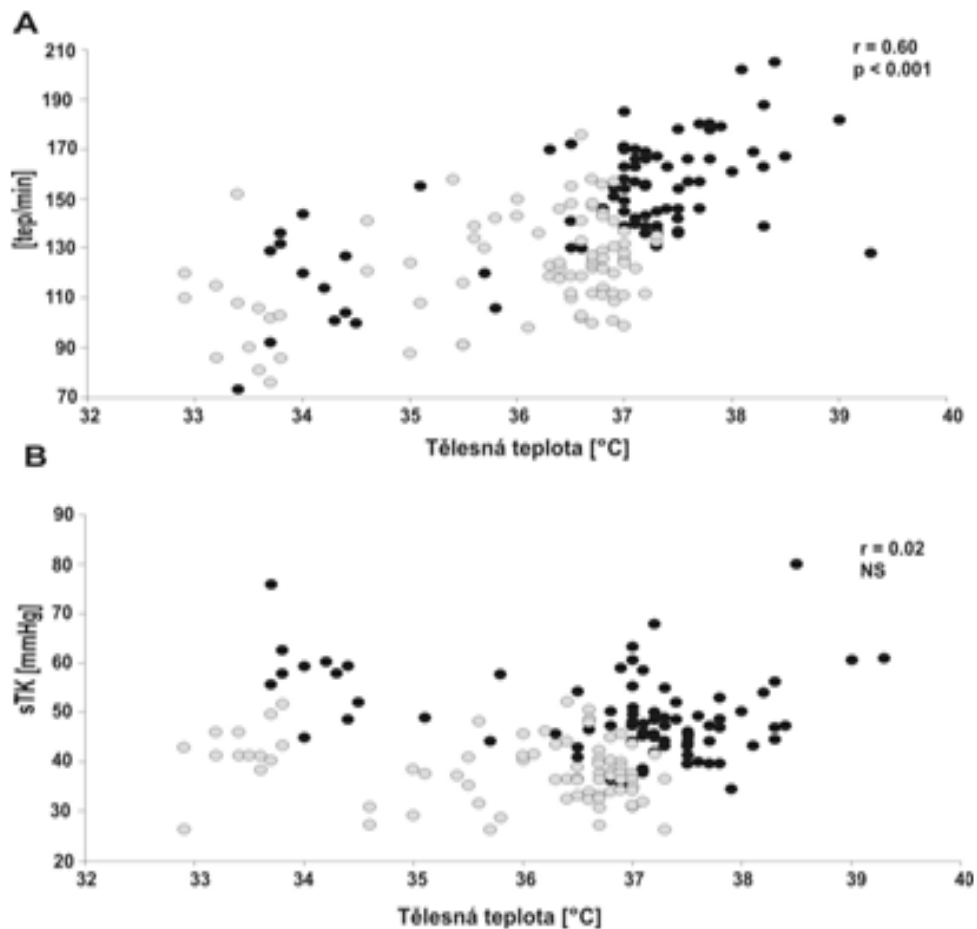 A
r = 0.60
p < 0.001
[tep/min]
210
190
170
150
130
110
90
70
32 33 34 35 36 37 38 39 40
Tělesná teplota [°C]
B
r = 0.02
NS
sTK [mmHg]
90
80
70
60
50
40
30
20
32 33 34 35 36 37 38 39 40
Tělesná teplota [°C]